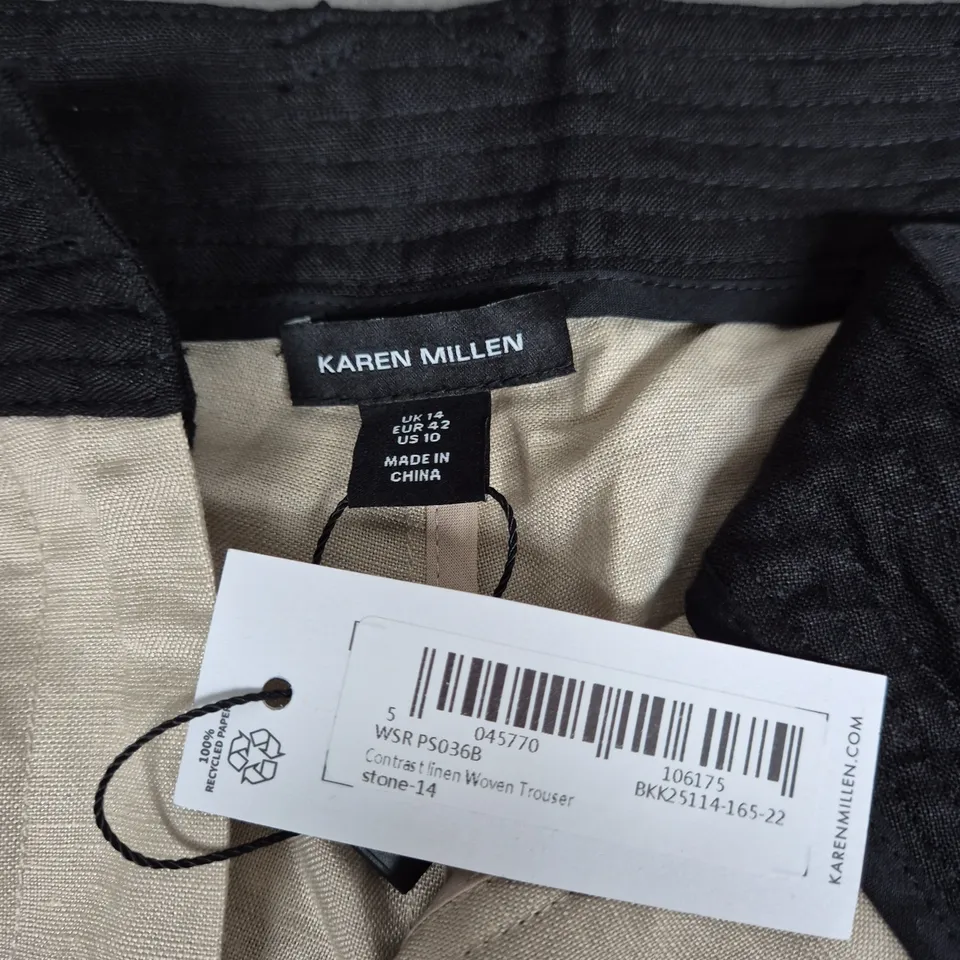 KAREN MILLEN
UK 14
EUR 42
US 10
MADE IN
CHINA
100%
RECYCLED PAPER
5 045770 106175
WSR PS036B
BKK25114-165-22
Contrast linen Woven Trouser
stone-14
KARENMILLEN.COM